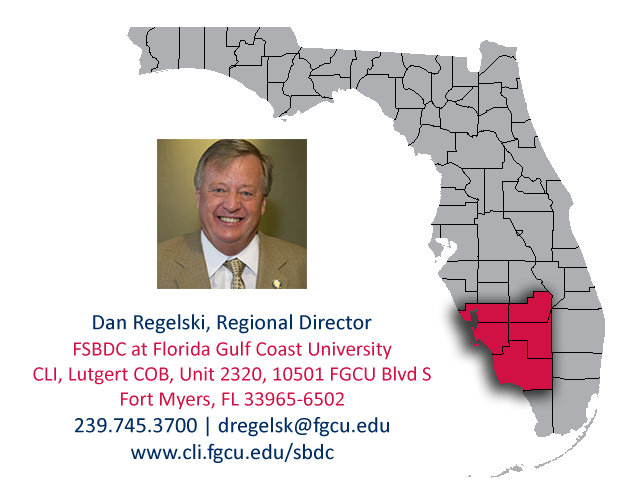 Dan Regelski, Regional Director
FSBDC at Florida Gulf Coast University
CLI, Lutgert COB, Unit 2320, 10501 FGCU Blvd S
Fort Myers, FL 33965-6502
239.745.3700 | dregelsk@fgcu.edu
www.cli.fgcu.edu/sbdc